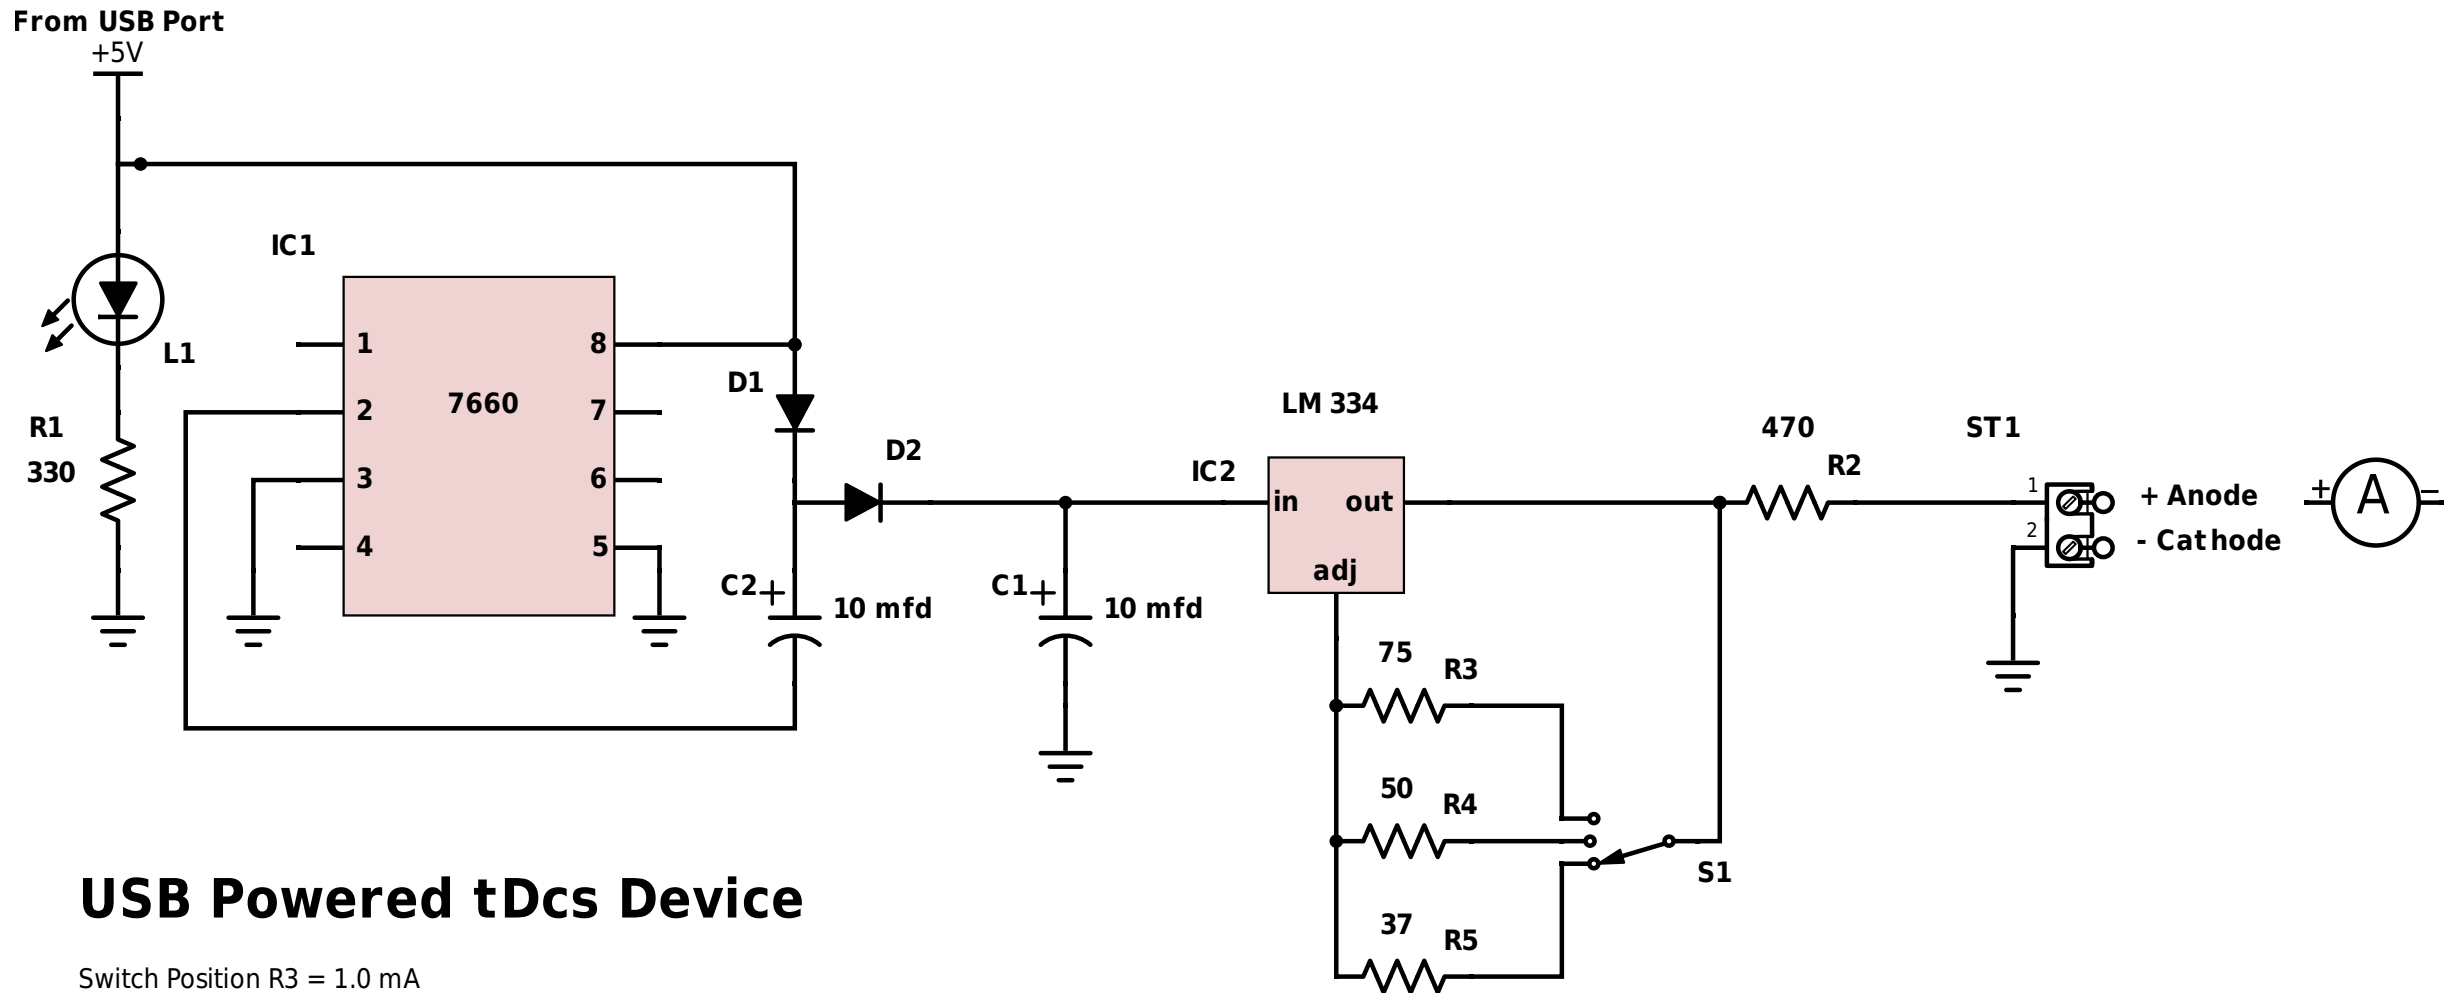 From USB Port
+5V
IC1
L1
R1
330
7660
1
2
3
4
8
7
6
5
D1
D2
C2
+
10 mfd
C1
+
10 mfd
LM 334
IC2
in
out
adj
470
R2
ST1
1
2
+ Anode
- Cathode
+
A
-
75
R3
50
R4
37
R5
S1
USB Powered tDcs Device
Switch Position R3 = 1.0 mA